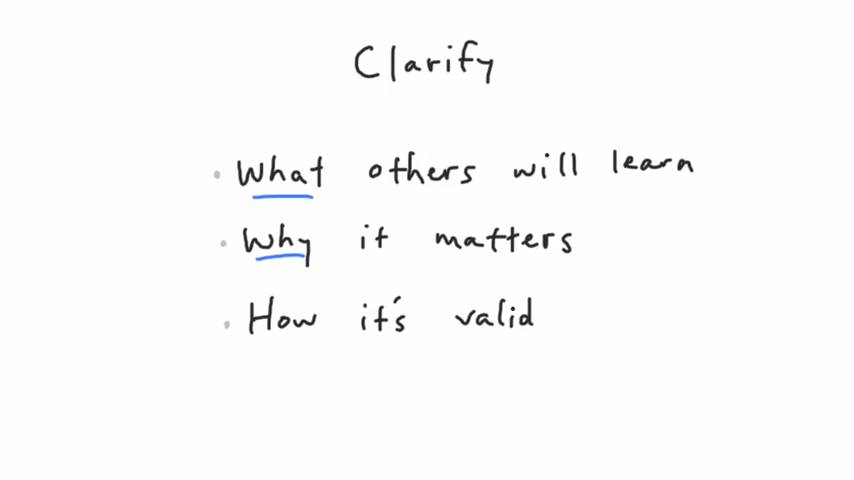 Clarify
• What others will learn
• Why it matters
• How it's valid